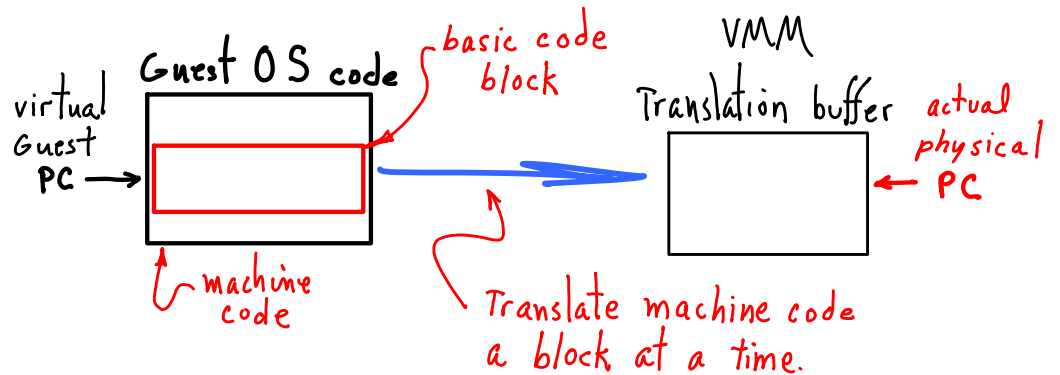 Guest OS code
virtual
Guest
PC
basic code
block
machine
code
VMM
Translation buffer
actual
physical
PC
Translate machine code
a block at a time.